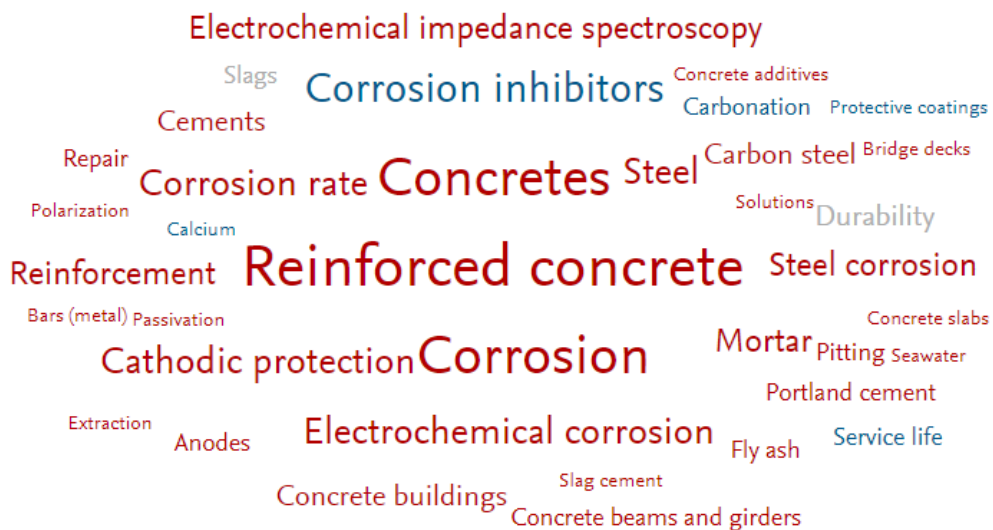 Electrochemical impedance spectroscopy
Slags
Corrosion inhibitors
Concrete additives
Carbonation
Protective coatings
Cements
Repair
Corrosion rate
Concretes
Steel
Carbon steel
Bridge decks
Polarization
Calcium
Solutions
Durability
Reinforcement
Reinforced concrete
Steel corrosion
Bars (metal)
Passivation
Concrete slabs
Cathodic protection
Corrosion
Mortar
Pitting
Seawater
Portland cement
Extraction
Anodes
Electrochemical corrosion
Fly ash
Service life
Slag cement
Concrete buildings
Concrete beams and girders